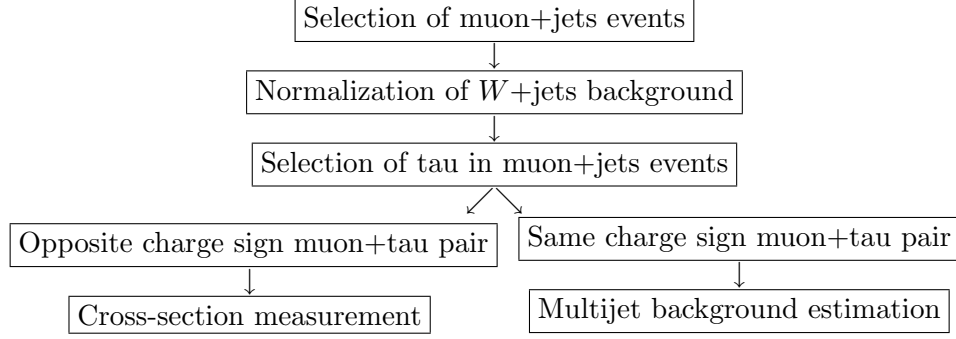 Selection of muon+jets events
Normalization of W+jets background
Selection of tau in muon+jets events
Opposite charge sign muon+tau pair
Same charge sign muon+tau pair
Cross-section measurement
Multijet background estimation